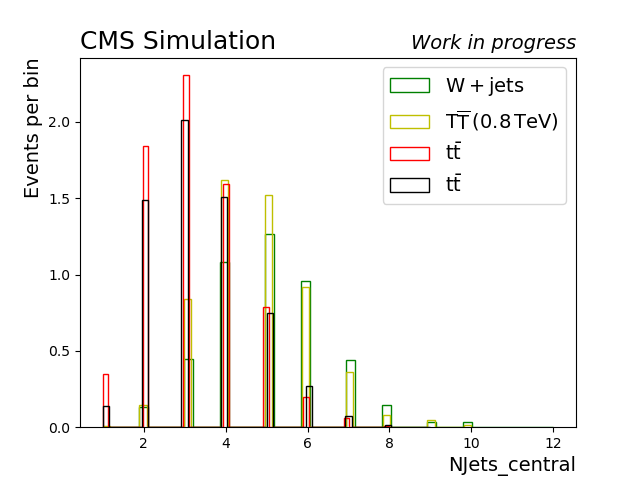 CMS Simulation
Work in progress
Events per bin
2.0
1.5
1.0
0.5
0.0
W + jets
TT̅ (0.8 TeV)
tt̄
tt̄
2
4
6
8
10
12
NJets_central